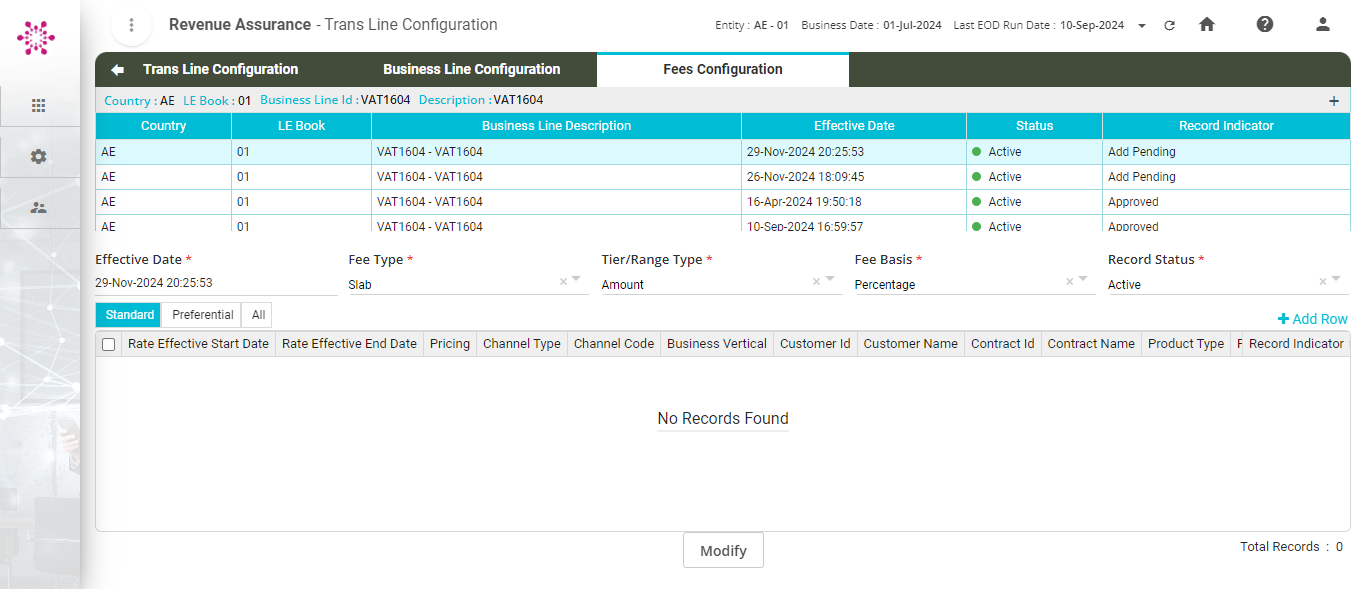 Revenue Assurance - Trans Line Configuration
Entity : AE - 01 Business Date : 01-Jul-2024 Last EOD Run Date : 10-Sep-2024
Trans Line Configuration Business Line Configuration Fees Configuration
Country : AE LE Book : 01 Business Line Id : VAT1604 Description : VAT1604 +
Country LE Book Business Line Description Effective Date Status Record Indicator
AE 01 VAT1604 - VAT1604 29-Nov-2024 20:25:53 Active Add Pending
AE 01 VAT1604 - VAT1604 26-Nov-2024 18:09:45 Active Add Pending
AE 01 VAT1604 - VAT1604 16-Apr-2024 19:50:18 Active Approved
AE 01 VAT1604 - VAT1604 10-Sep-2024 16:59:57 Active Approved
Effective Date * Fee Type * Tier/Range Type * Fee Basis * Record Status *
29-Nov-2024 20:25:53 Slab × Amount × Percentage × Active ×
Standard Preferential All
+ Add Row
Rate Effective Start Date Rate Effective End Date Pricing Channel Type Channel Code Business Vertical Customer Id Customer Name Contract Id Contract Name Product Type Record Indicator
No Records Found
Modify
Total Records : 0